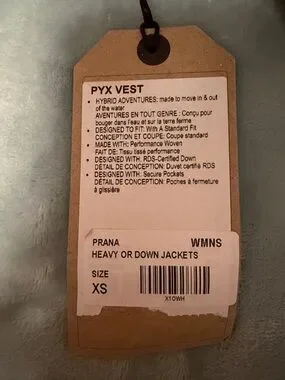 PYX VEST
• HYBRID ADVENTURES: made to move in & out
of the water
AVENTURES EN TOUT GENRE : Conçu pour
bouger dans l'eau et sur la terre ferme
• DESIGNED TO FIT: With A Standard Fit
CONCEPTION ET COUPE: Coupe standard
• MADE WITH: Performance Woven
FAIT DE: Tissu tissé performance
• DESIGNED WITH: RDS-Certified Down
DÉTAIL DE CONCEPTION: Duvet certifié RDS
• DESIGNED WITH: Secure Pockets
DÉTAIL DE CONCEPTION: Poches à fermeture
à glissière
PRANA WMNS
HEAVY OR DOWN JACKETS
SIZE
XS
X1OWH